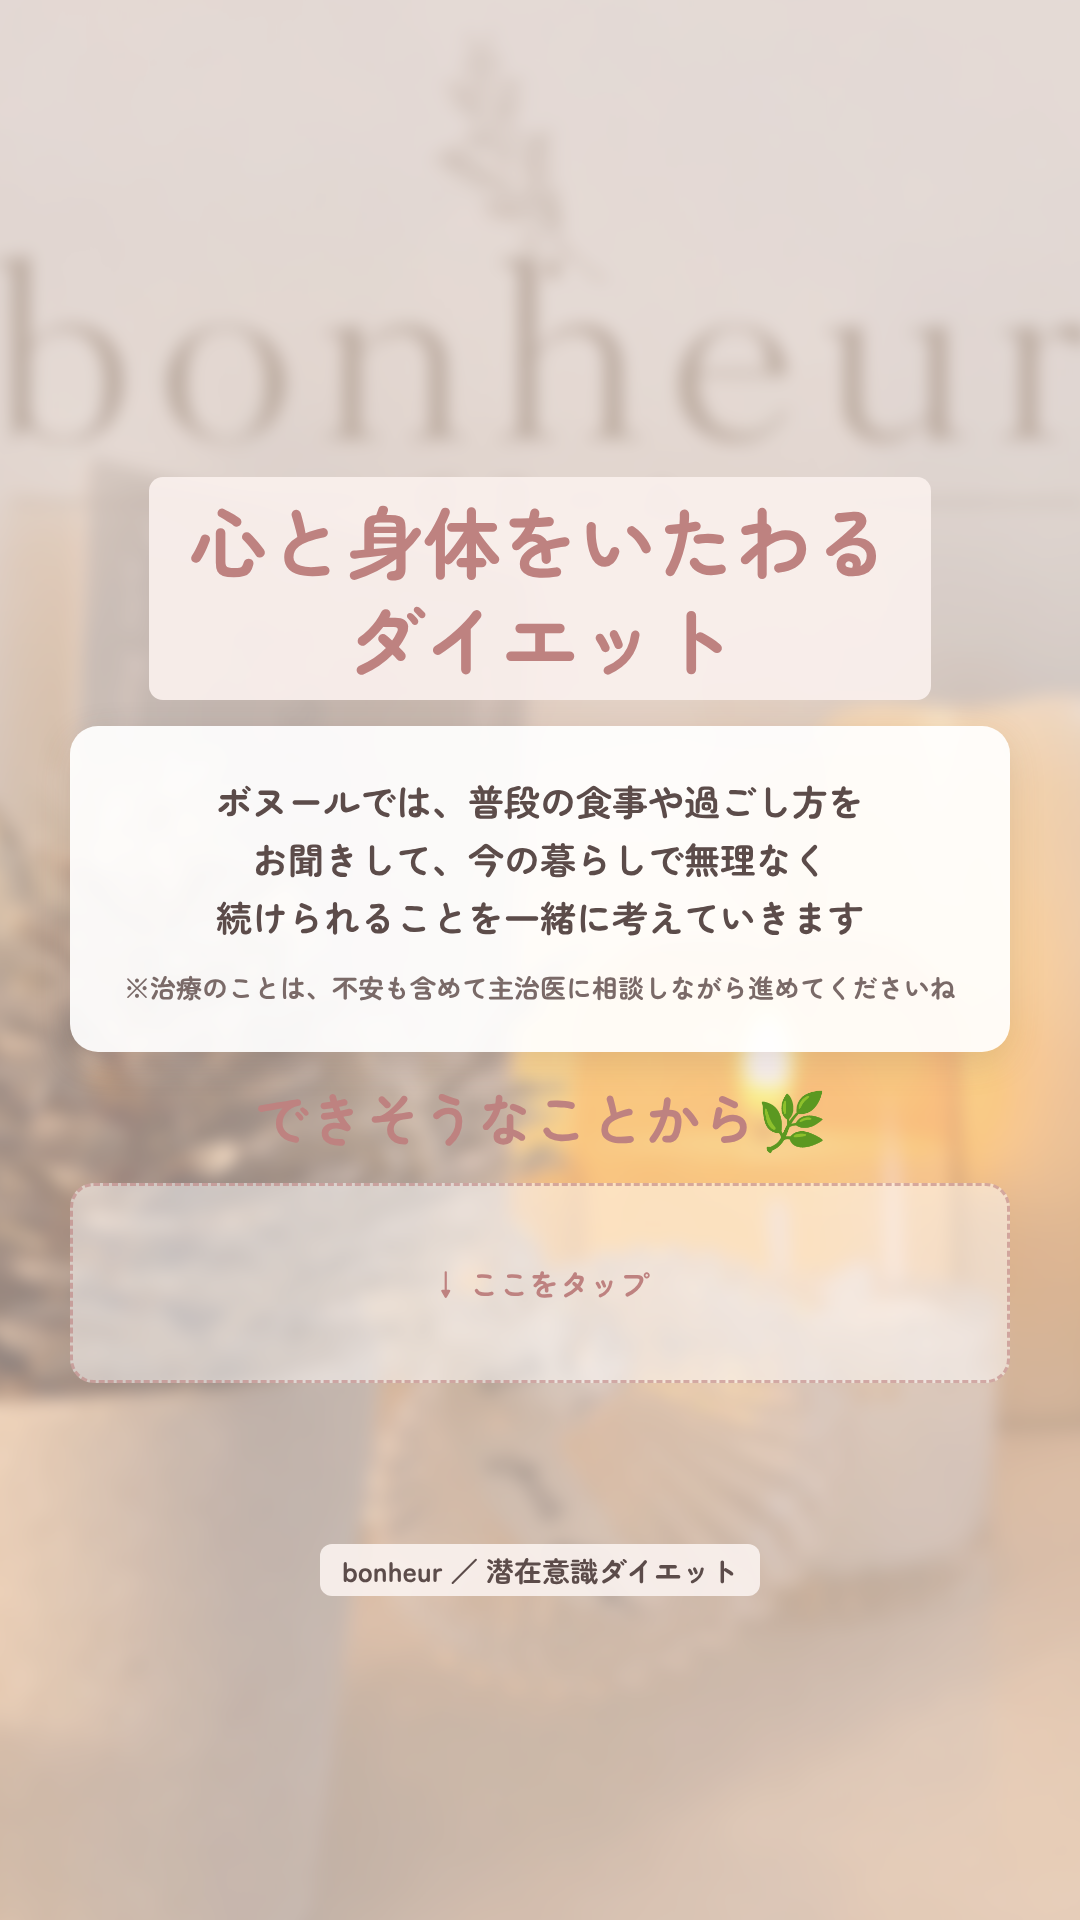 bonheur
心と身体をいたわる
ダイエット
ボヌールでは、普段の食事や過ごし方を
お聞きして、今の暮らしで無理なく
続けられることを一緒に考えていきます
※治療のことは、不安も含めて主治医に相談しながら進めてくださいね
できそうなことから🌿
↓ ここをタップ
bonheur ／ 潜在意識ダイエット